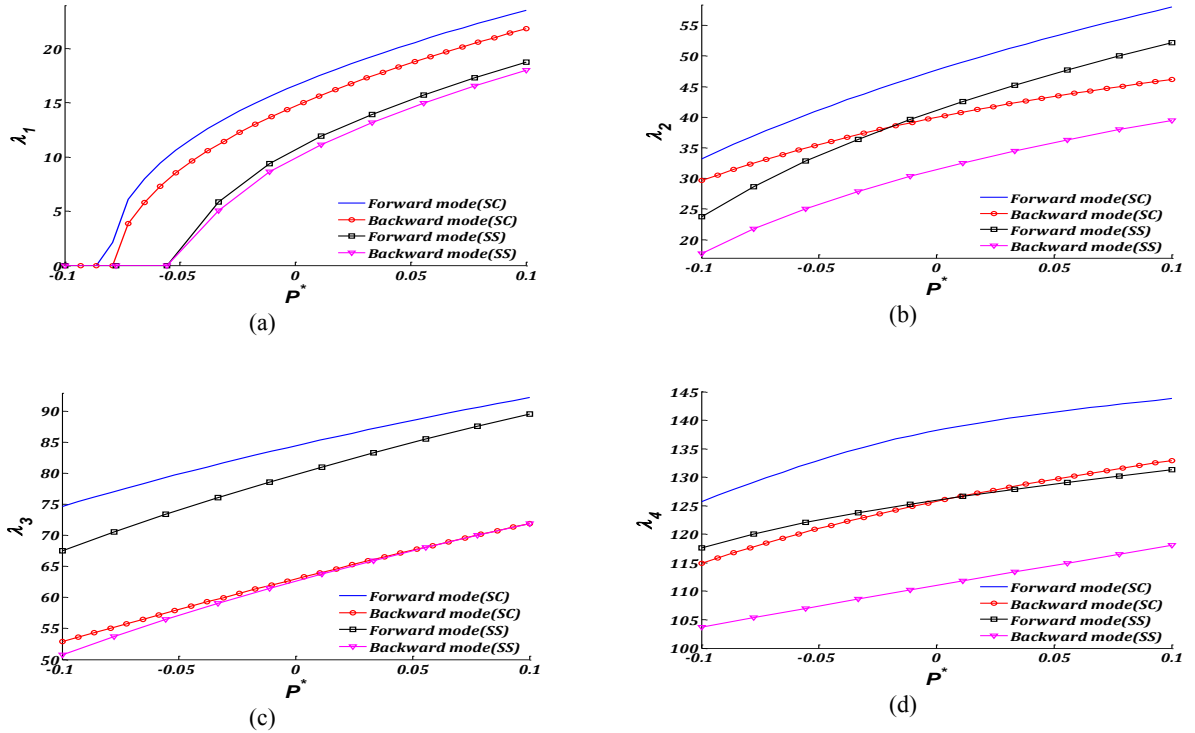 λ1
20
15
10
5
0
-0.1
-0.05
0
0.05
0.1
P*
Forward mode(SC)
Backward mode(SC)
Forward mode(SS)
Backward mode(SS)
(a)
λ2
55
50
45
40
35
30
25
20
-0.1
-0.05
0
0.05
0.1
P*
Forward mode(SC)
Backward mode(SC)
Forward mode(SS)
Backward mode(SS)
(b)
λ3
90
85
80
75
70
65
60
55
50
-0.1
-0.05
0
0.05
0.1
P*
Forward mode(SC)
Backward mode(SC)
Forward mode(SS)
Backward mode(SS)
(c)
λ4
145
140
135
130
125
120
115
110
105
100
-0.1
-0.05
0
0.05
0.1
P*
Forward mode(SC)
Backward mode(SC)
Forward mode(SS)
Backward mode(SS)
(d)